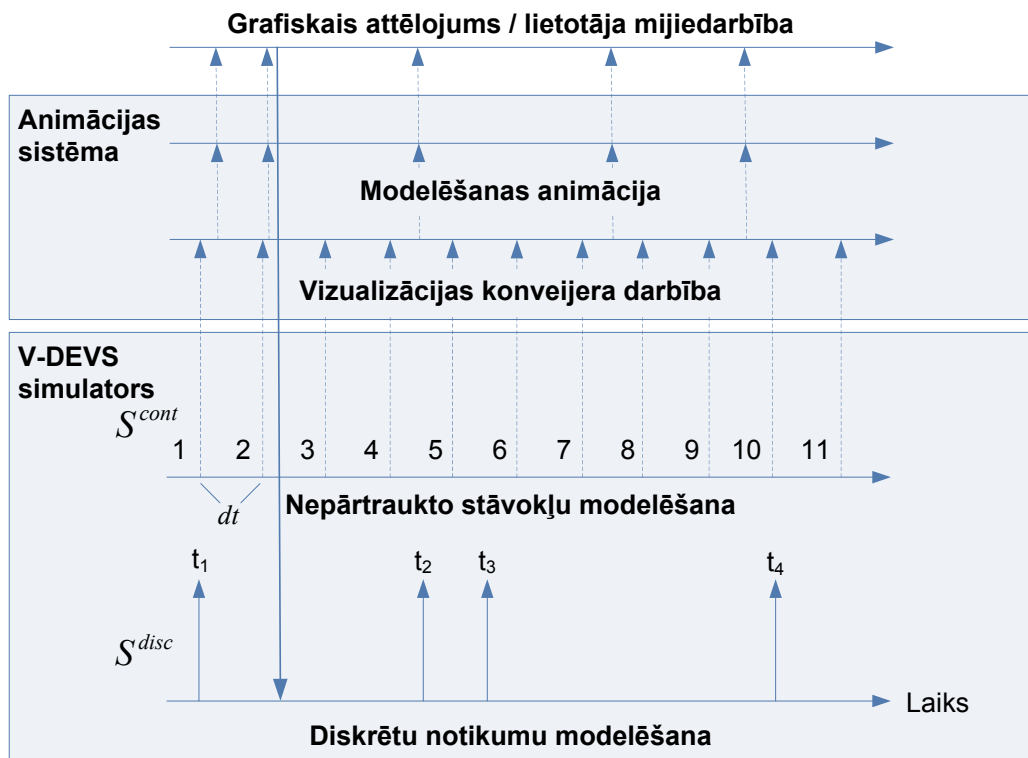 Grafiskais attēlojums / lietotāja mijiedarbība
Animācijas
sistēma
Modelēšanas animācija
Vizualizācijas konveijera darbība
V-DEVS
simulators
S^cont
1 2 3 4 5 6 7 8 9 10 11
dt
Nepārtraukto stāvokļu modelēšana
t₁ t₂ t₃ t₄
S^disc
Laiks
Diskrētu notikumu modelēšana